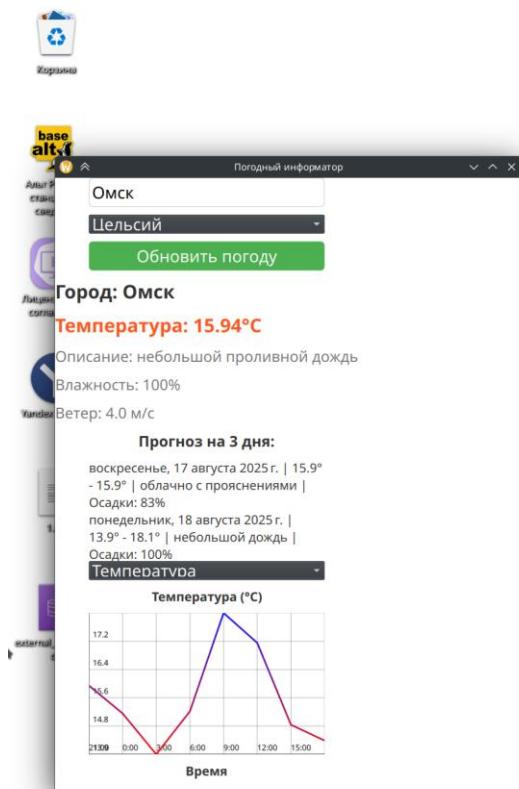 Корзина
base
alt
Погодный информатор
Омск
Цельсий
Обновить погоду
Город: Омск
Температура: 15.94°C
Описание: небольшой проливной дождь
Влажность: 100%
Ветер: 4.0 м/с
Прогноз на 3 дня:
воскресенье, 17 августа 2025 г. | 15.9°
- 15.9° | облачно с прояснениями |
Осадки: 83%
понедельник, 18 августа 2025 г. |
13.9° - 18.1° | небольшой дождь |
Осадки: 100%
Температура
Температура (°C)
17.2
16.4
15.6
14.8
0:00 3:00 6:00 9:00 12:00 15:00
Время
Yandex
external_